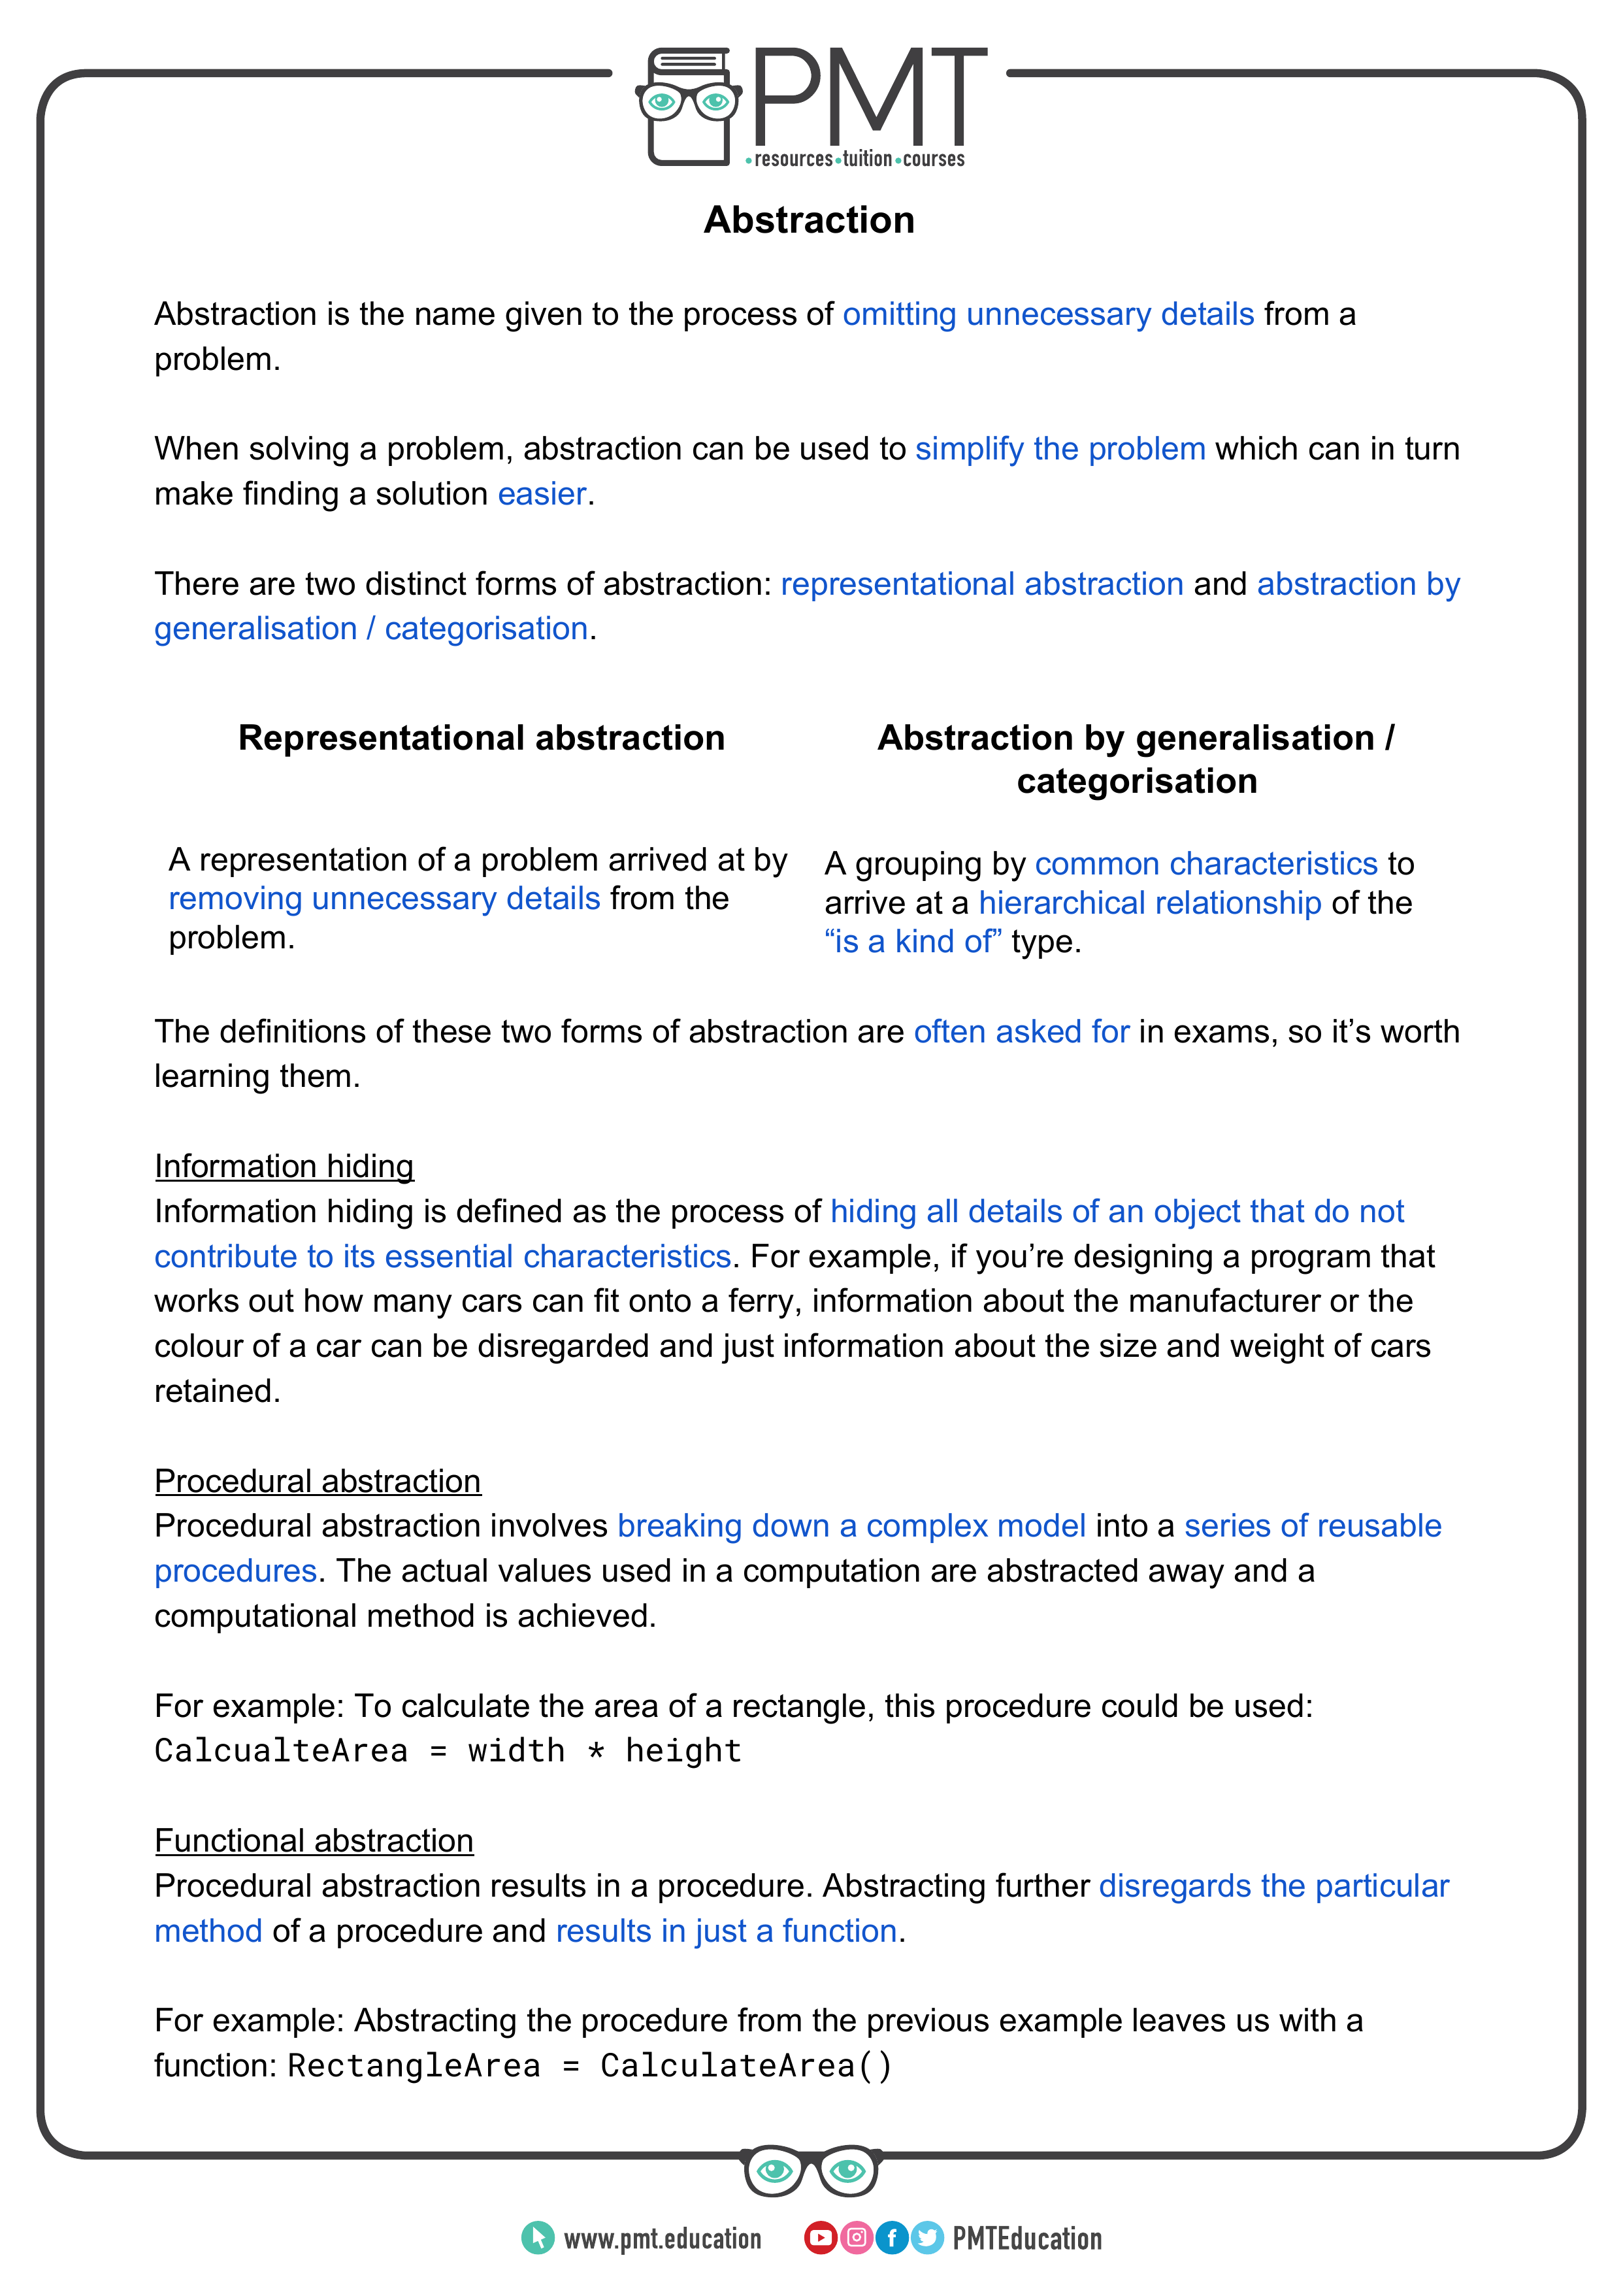 PMT
•resources•tuition•courses
Abstraction
Abstraction is the name given to the process of omitting unnecessary details from a
problem.
When solving a problem, abstraction can be used to simplify the problem which can in turn
make finding a solution easier.
There are two distinct forms of abstraction: representational abstraction and abstraction by
generalisation / categorisation.
Representational abstraction
A representation of a problem arrived at by
removing unnecessary details from the
problem.
Abstraction by generalisation /
categorisation
A grouping by common characteristics to
arrive at a hierarchical relationship of the
“is a kind of” type.
The definitions of these two forms of abstraction are often asked for in exams, so it’s worth
learning them.
Information hiding
Information hiding is defined as the process of hiding all details of an object that do not
contribute to its essential characteristics. For example, if you’re designing a program that
works out how many cars can fit onto a ferry, information about the manufacturer or the
colour of a car can be disregarded and just information about the size and weight of cars
retained.
Procedural abstraction
Procedural abstraction involves breaking down a complex model into a series of reusable
procedures. The actual values used in a computation are abstracted away and a
computational method is achieved.
For example: To calculate the area of a rectangle, this procedure could be used:
CalcualteArea = width * height
Functional abstraction
Procedural abstraction results in a procedure. Abstracting further disregards the particular
method of a procedure and results in just a function.
For example: Abstracting the procedure from the previous example leaves us with a
function: RectangleArea = CalculateArea()
www.pmt.education
PMTEducation